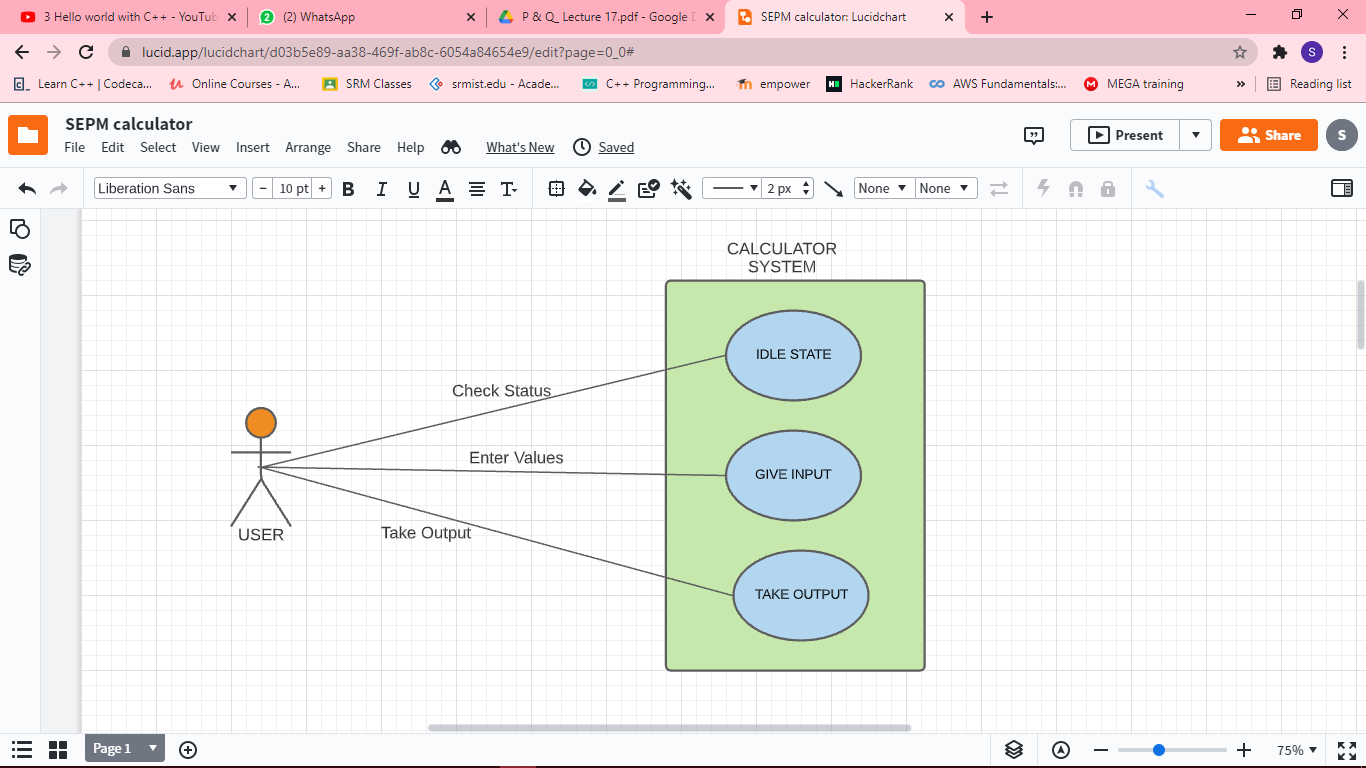 3 Hello world with C++ - YouTub
(2) WhatsApp
P & Q_ Lecture 17.pdf - Google D
SEPM calculator: Lucidchart
lucid.app/lucidchart/d03b5e89-aa38-469f-ab8c-6054a84654e9/edit?page=0_0#
S
Learn C++ | Codeca...
Online Courses - A...
SRM Classes
srmist.edu - Acade...
C++ Programming...
empower
HackerRank
AWS Fundamentals:...
MEGA training
»
Reading list
SEPM calculator
File Edit Select View Insert Arrange Share Help What's New Saved
Present
Share
S
Liberation Sans
− 10 pt +
B I U A T
2 px
None
None
CALCULATOR
SYSTEM
IDLE STATE
Check Status
Enter Values
GIVE INPUT
Take Output
USER
TAKE OUTPUT
Page 1
75%